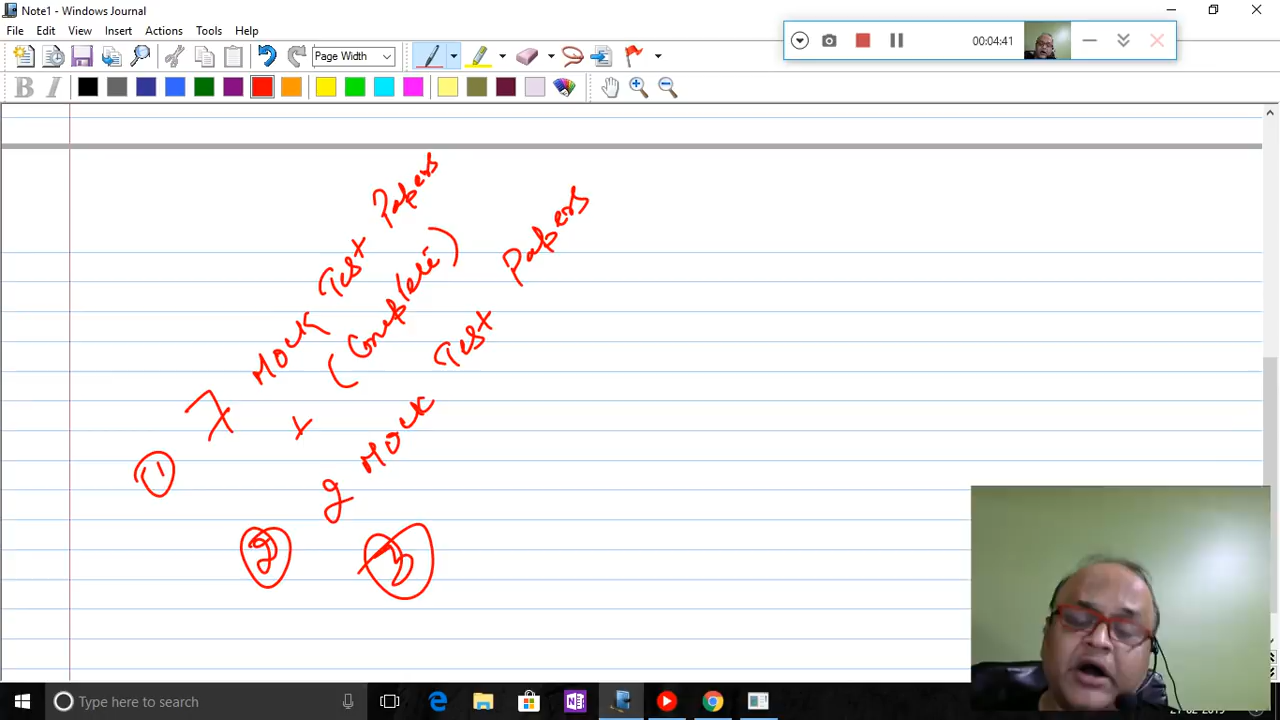 Note1 - Windows Journal
File Edit View Insert Actions Tools Help
Page Width
00:04:41
7 Mock Test Papers
(Complete)
+
2 Mock Test Papers
1
2
3
Type here to search